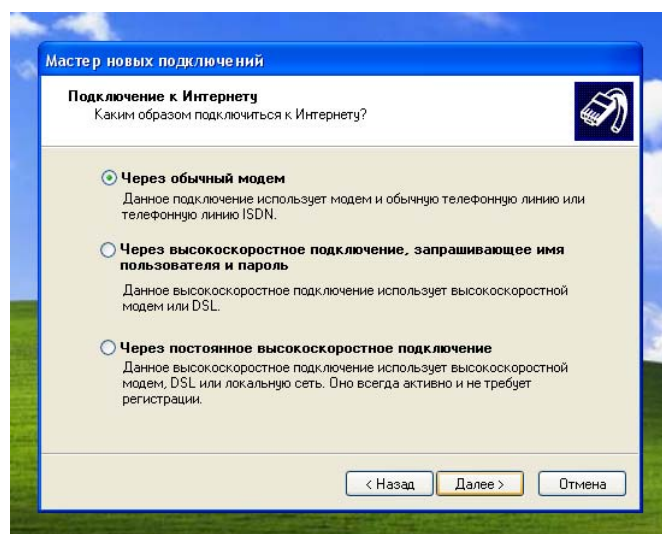 Мастер новых подключений
Подключение к Интернету
Каким образом подключиться к Интернету?
Через обычный модем
Данное подключение использует модем и обычную телефонную линию или
телефонную линию ISDN.
Через высокоскоростное подключение, запрашивающее имя
пользователя и пароль
Данное высокоскоростное подключение использует высокоскоростной
модем или DSL.
Через постоянное высокоскоростное подключение
Данное высокоскоростное подключение использует высокоскоростной
модем, DSL или локальную сеть. Оно всегда активно и не требует
регистрации.
< Назад Далее > Отмена